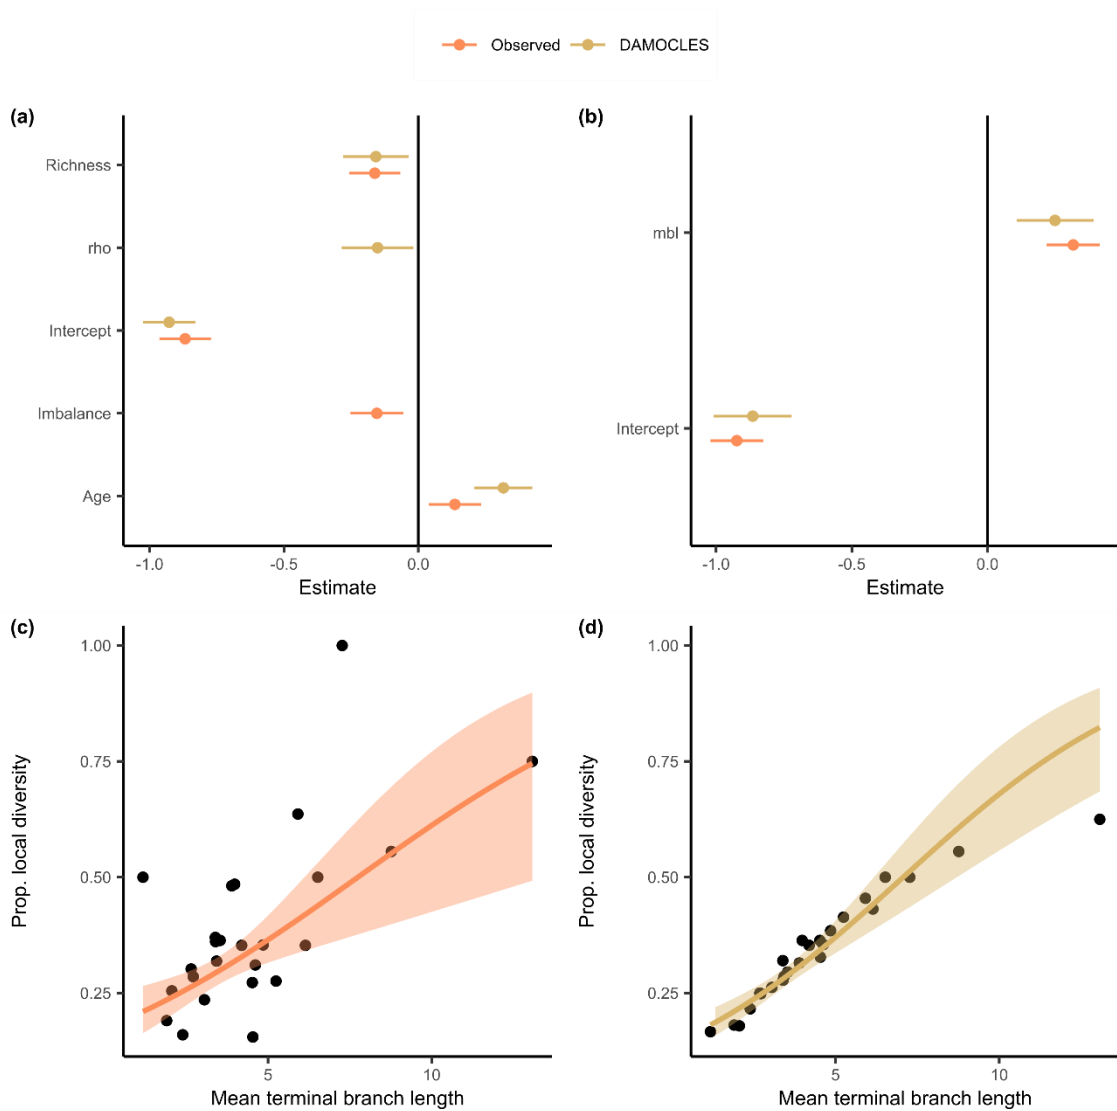 Observed DAMOCLES
(a)
Richness
rho
Intercept
Imbalance
Age
-1.0 -0.5 0.0
Estimate
(b)
mbl
Intercept
-1.0 -0.5 0.0
Estimate
(c)
Prop. local diversity
1.00
0.75
0.50
0.25
5 10
Mean terminal branch length
(d)
Prop. local diversity
1.00
0.75
0.50
0.25
5 10
Mean terminal branch length